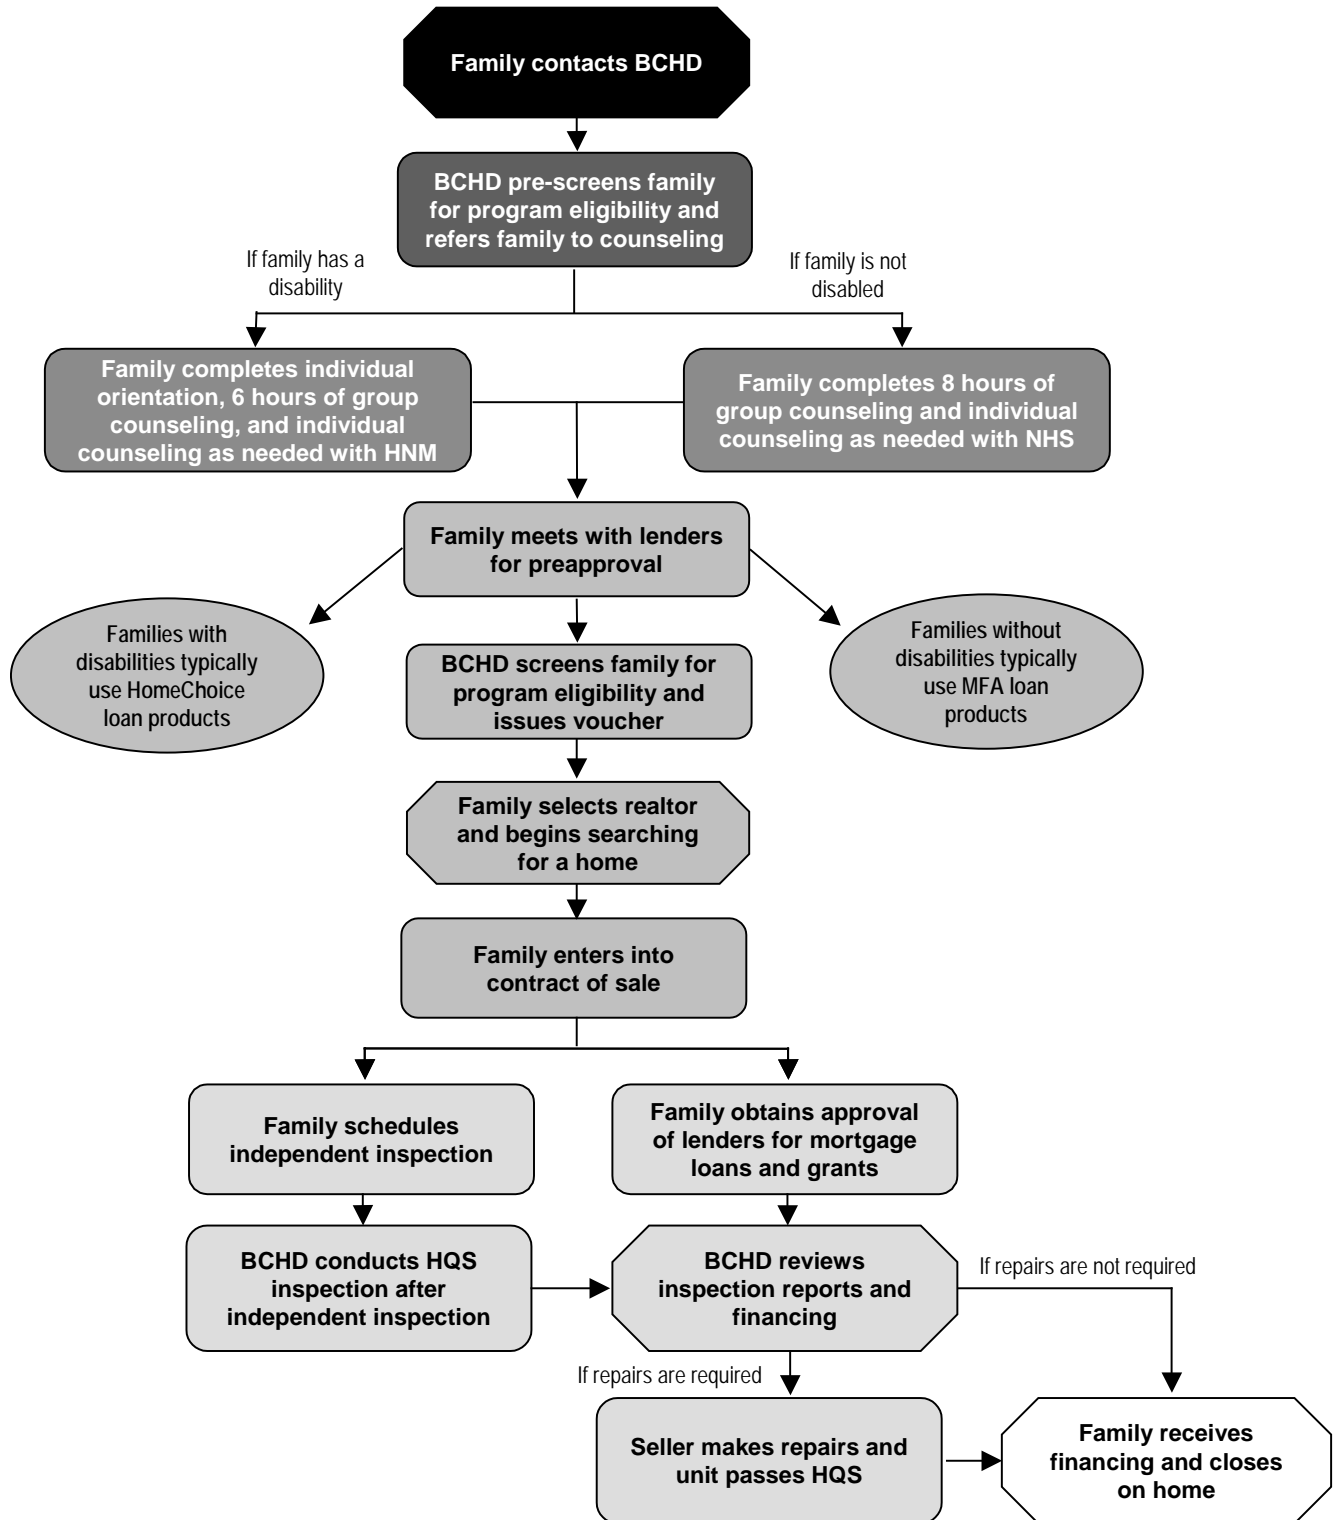 Family contacts BCHD
BCHD pre-screens family
for program eligibility and
refers family to counseling
If family has a
disability
If family is not
disabled
Family completes individual
orientation, 6 hours of group
counseling, and individual
counseling as needed with HNM
Family completes 8 hours of
group counseling and individual
counseling as needed with NHS
Family meets with lenders
for preapproval
Families with
disabilities typically
use HomeChoice
loan products
Families without
disabilities typically
use MFA loan
products
BCHD screens family for
program eligibility and
issues voucher
Family selects realtor
and begins searching
for a home
Family enters into
contract of sale
Family schedules
independent inspection
Family obtains approval
of lenders for mortgage
loans and grants
BCHD conducts HQS
inspection after
independent inspection
BCHD reviews
inspection reports and
financing
If repairs are not required
If repairs are required
Seller makes repairs and
unit passes HQS
Family receives
financing and closes
on home